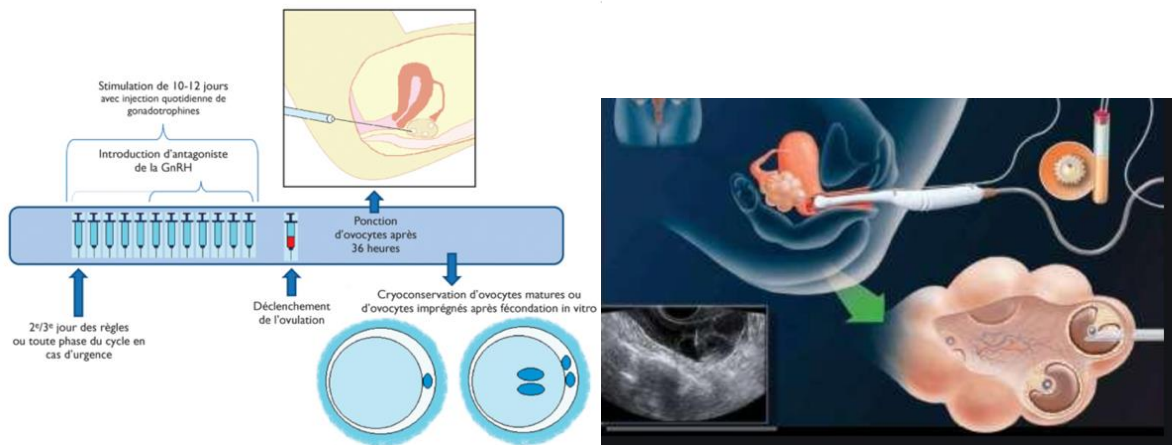 Stimulation de 10-12 jours
avec injection quotidienne de
gonadotrophines
Introduction d'antagoniste
de la GnRH
Ponction
d'ovocytes après
36 heures
Déclenchement
de l'ovulation
2e/3e jour des règles
ou toute phase du cycle en
cas d'urgence
Cryoconservation d'ovocytes matures ou
d'ovocytes imprégnés après fécondation in vitro